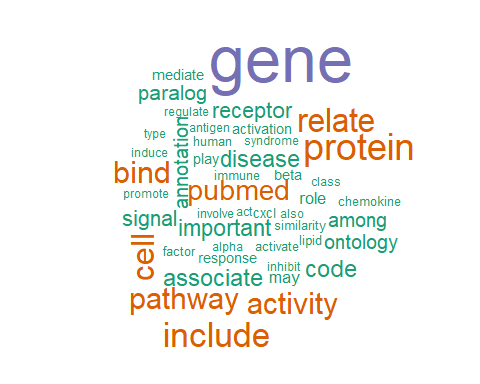 gene
mediate
paralog
regulate
receptor
relate
type
antigen
activation
annotation
human
syndrome
protein
induce
play
disease
bind
immune
beta
class
promote
pubmed
role
chemokine
signal
involve
act
cxcl
also
among
important
similarity
cell
factor
alpha
activate
lipid
ontology
response
inhibit
code
associate
may
pathway
activity
include